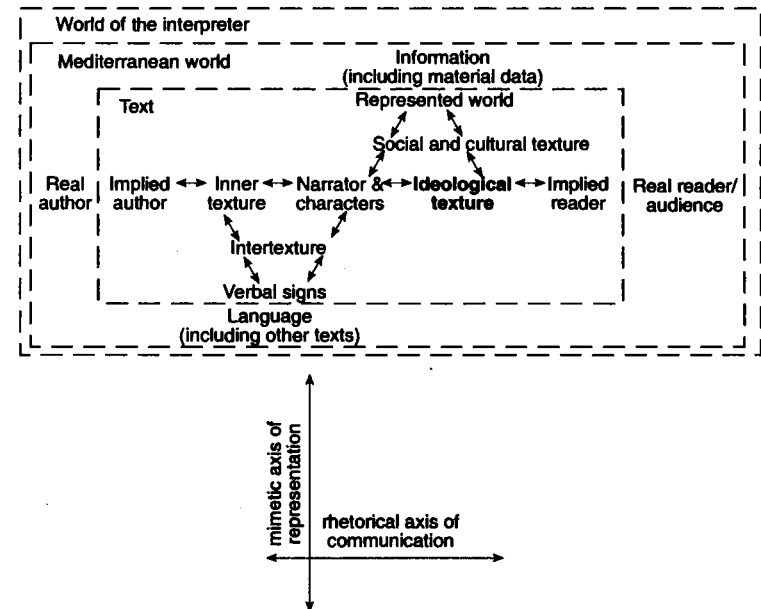 World of the interpreter
Mediterranean world
Information
(including material data)
Text
Represented world
Social and cultural texture
Real
author
Implied
author
Inner
texture
Narrator &
characters
Ideological
texture
Implied
reader
Real reader/
audience
Intertexture
Verbal signs
Language
(including other texts)
mimetic axis of
representation
rhetorical axis of
communication